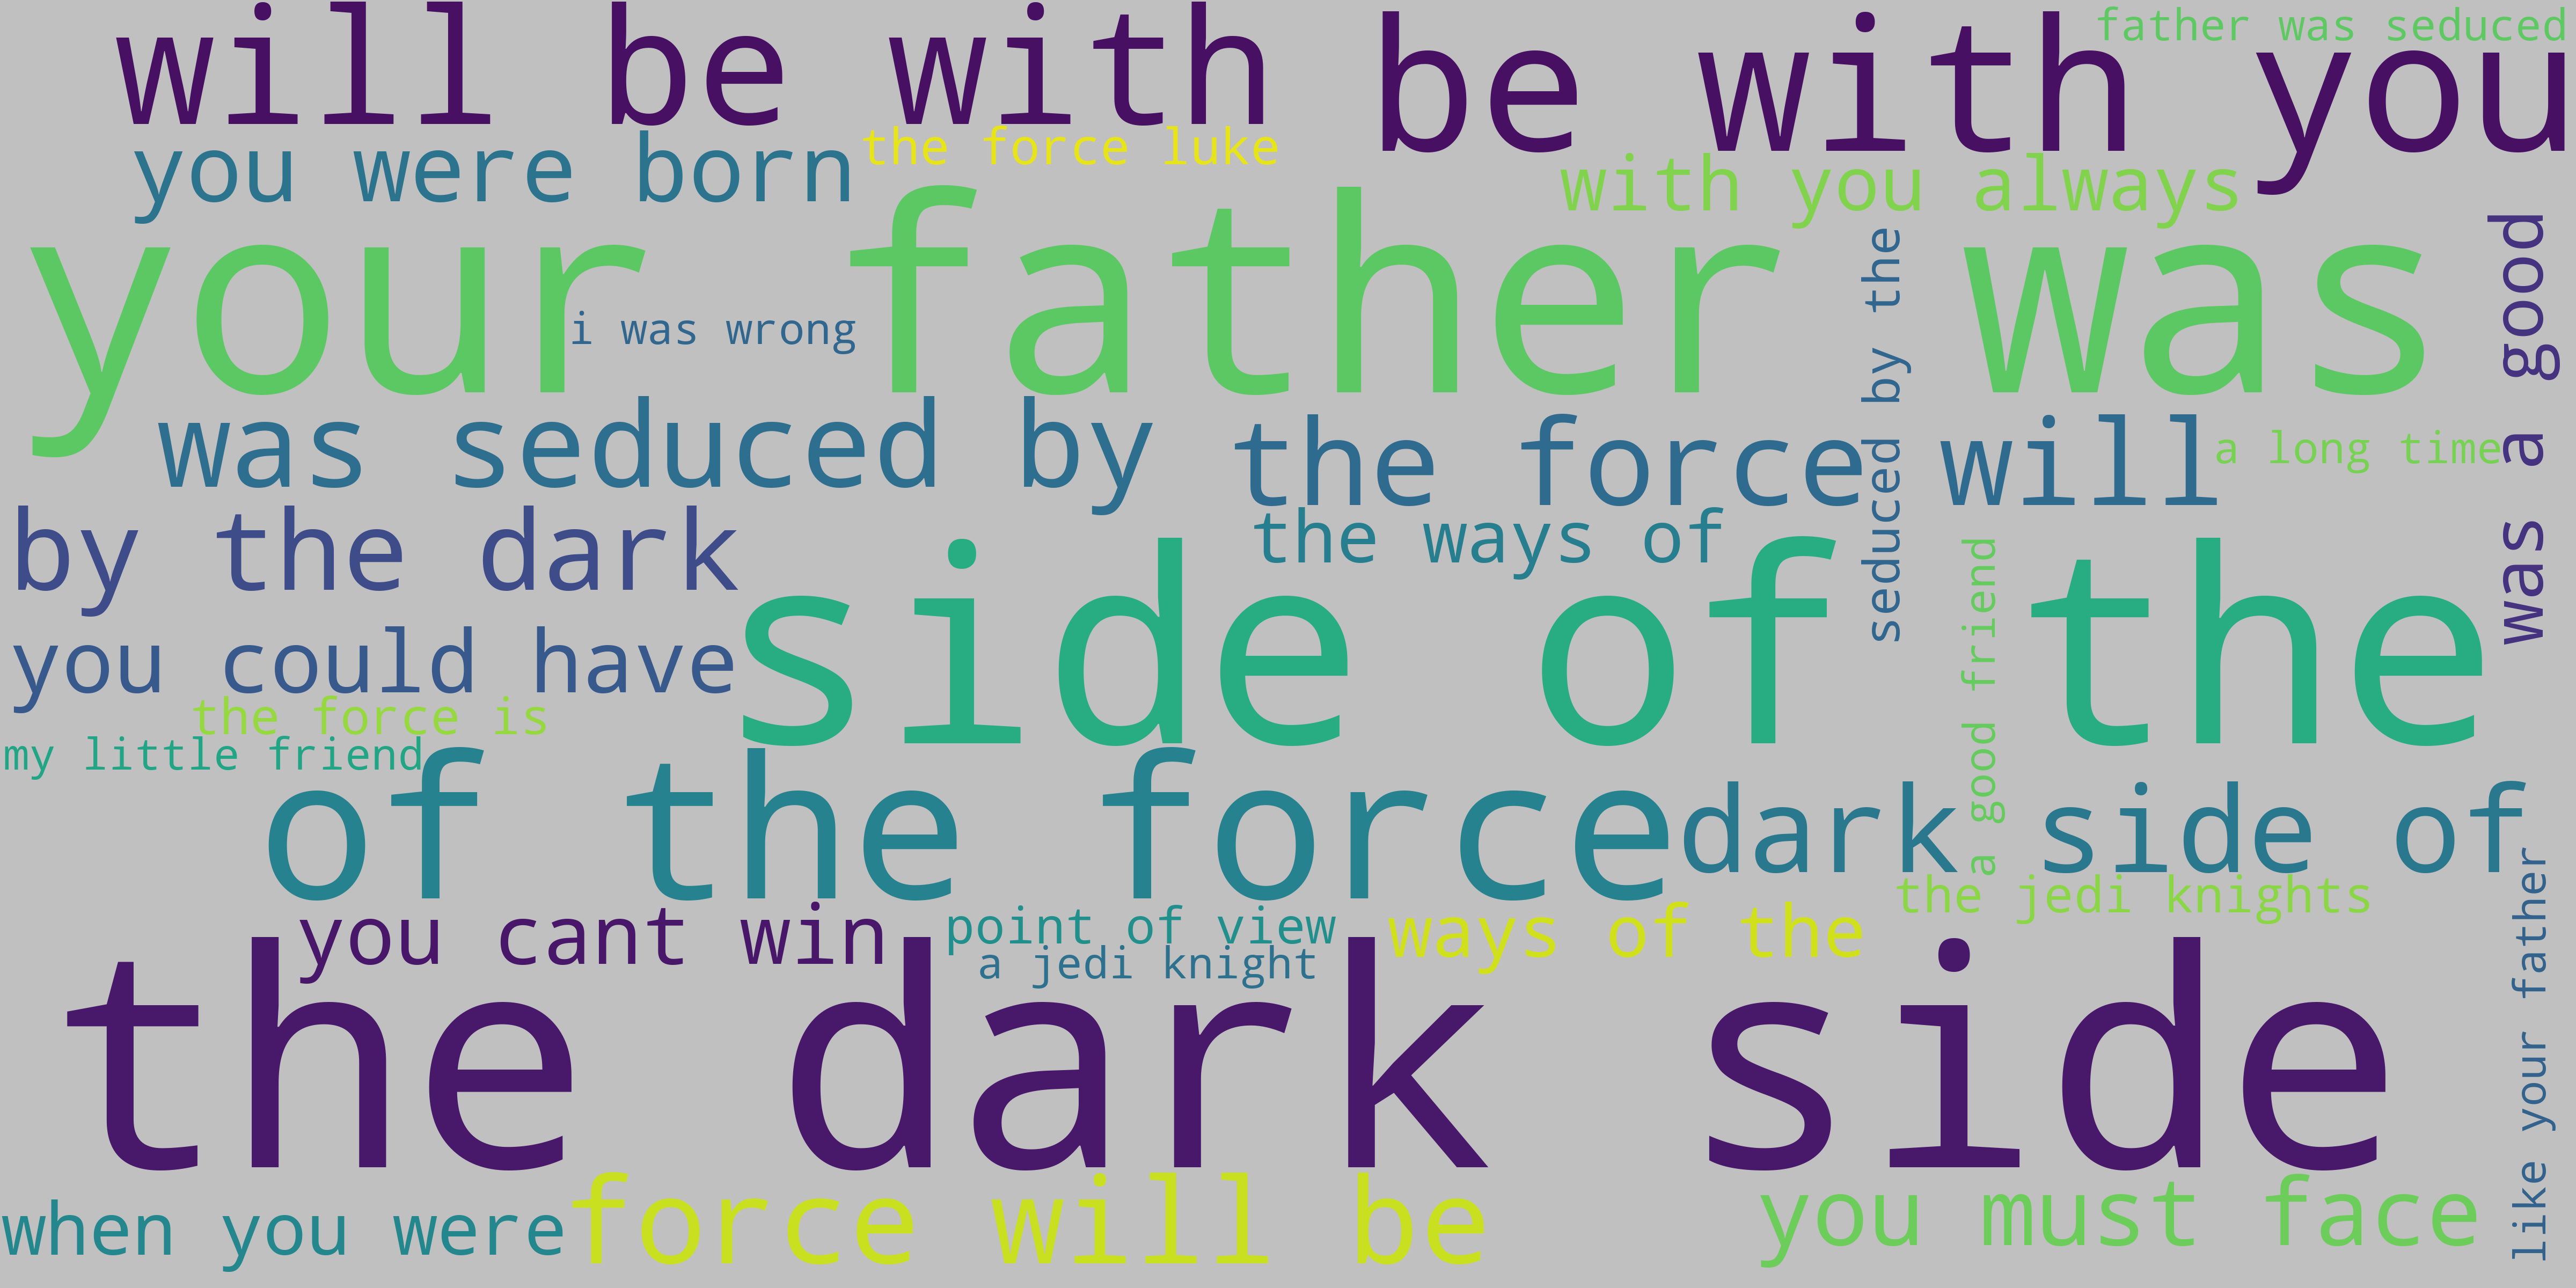 will be with
be with you
father was seduced
you were born
the force luke
with you always
your father was
i was wrong
seduced by the
was a good
was seduced by
the force will
a long time
by the dark
the ways of
side of the
a good friend
you could have
the force is
my little friend
of the force
dark side of
you cant win
point of view
ways of the
the jedi knights
a jedi knight
the dark side
like your father
when you were
force will be
you must face